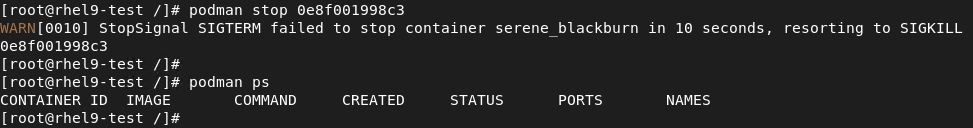 [root@rhel9-test /]# podman stop 0e8f001998c3
WARN[0010] StopSignal SIGTERM failed to stop container serene_blackburn in 10 seconds, resorting to SIGKILL
0e8f001998c3
[root@rhel9-test /]#
[root@rhel9-test /]# podman ps
CONTAINER ID  IMAGE       COMMAND     CREATED     STATUS      PORTS       NAMES
[root@rhel9-test /]#